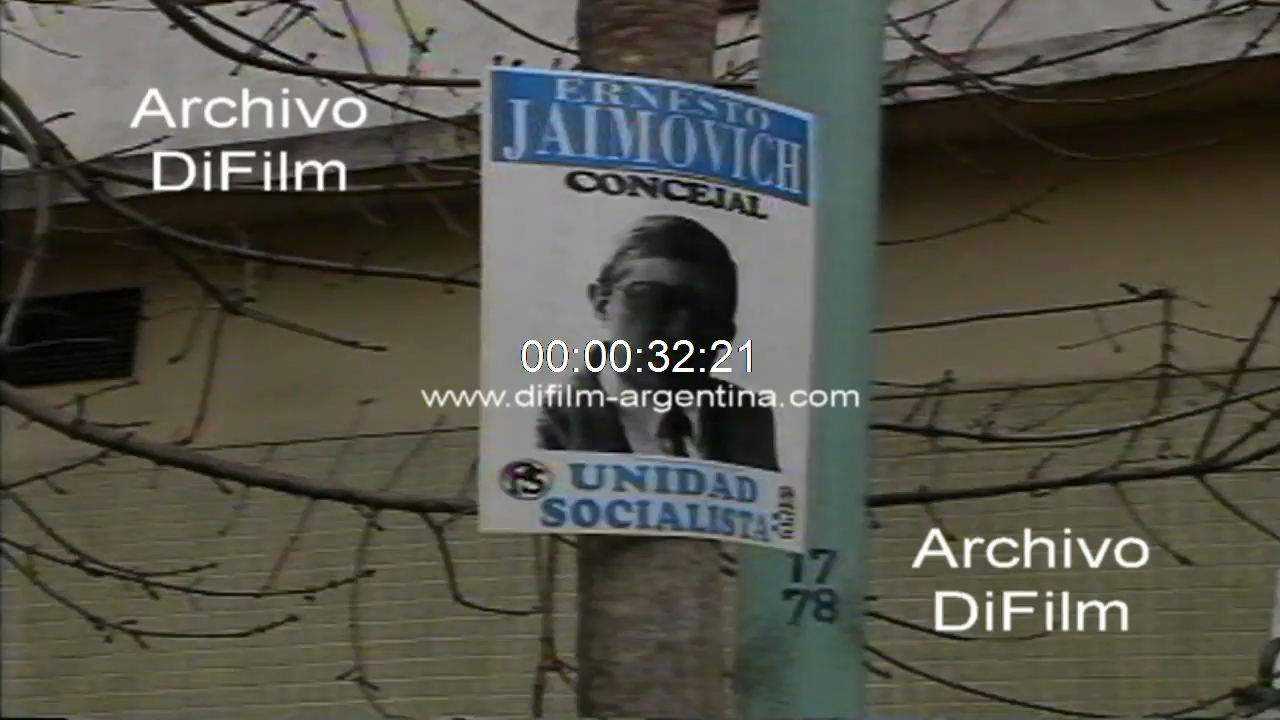 Archivo
DiFilm
ERNESTO
JAIMOVICH
CONCEJAL
00:00:32:21
www.difilm-argentina.com
PS
UNIDAD
SOCIALISTA
17
78
Archivo
DiFilm